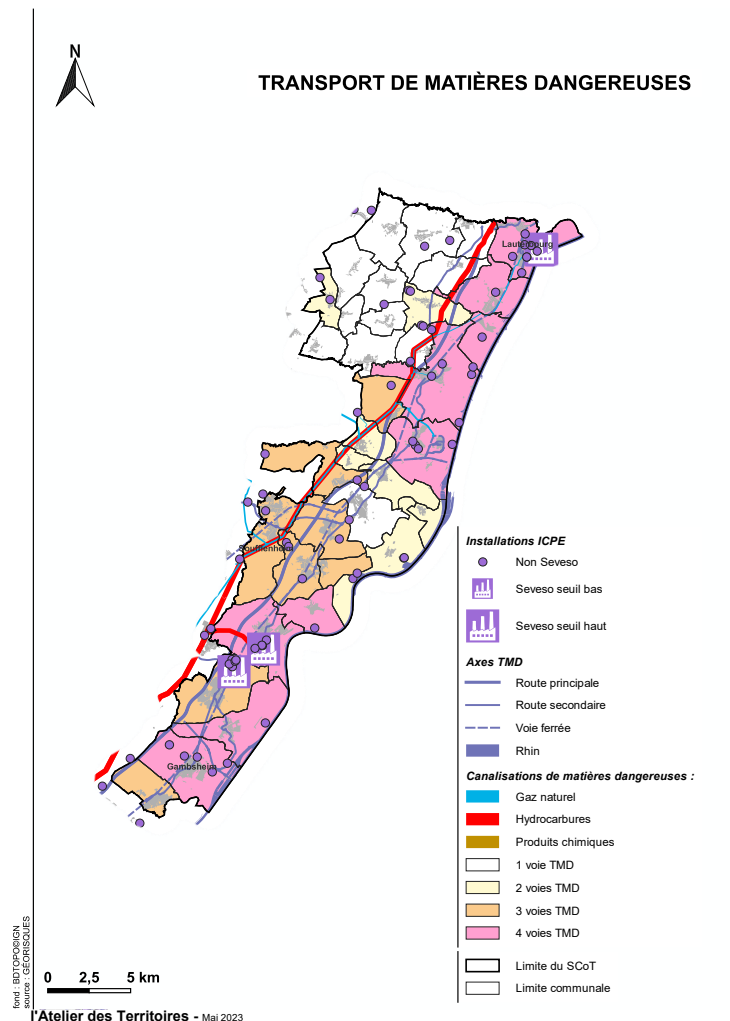 N
TRANSPORT DE MATIÈRES DANGEREUSES
Lauterbourg
Soufflenheim
Gambsheim
Installations ICPE
Non Seveso
Seveso seuil bas
Seveso seuil haut
Axes TMD
Route principale
Route secondaire
Voie ferrée
Rhin
Canalisations de matières dangereuses :
Gaz naturel
Hydrocarbures
Produits chimiques
1 voie TMD
2 voies TMD
3 voies TMD
4 voies TMD
Limite du SCoT
Limite communale
fond : BDTOPO©IGN
source : GÉORISQUES
0 2,5 5 km
l'Atelier des Territoires - Mai 2023